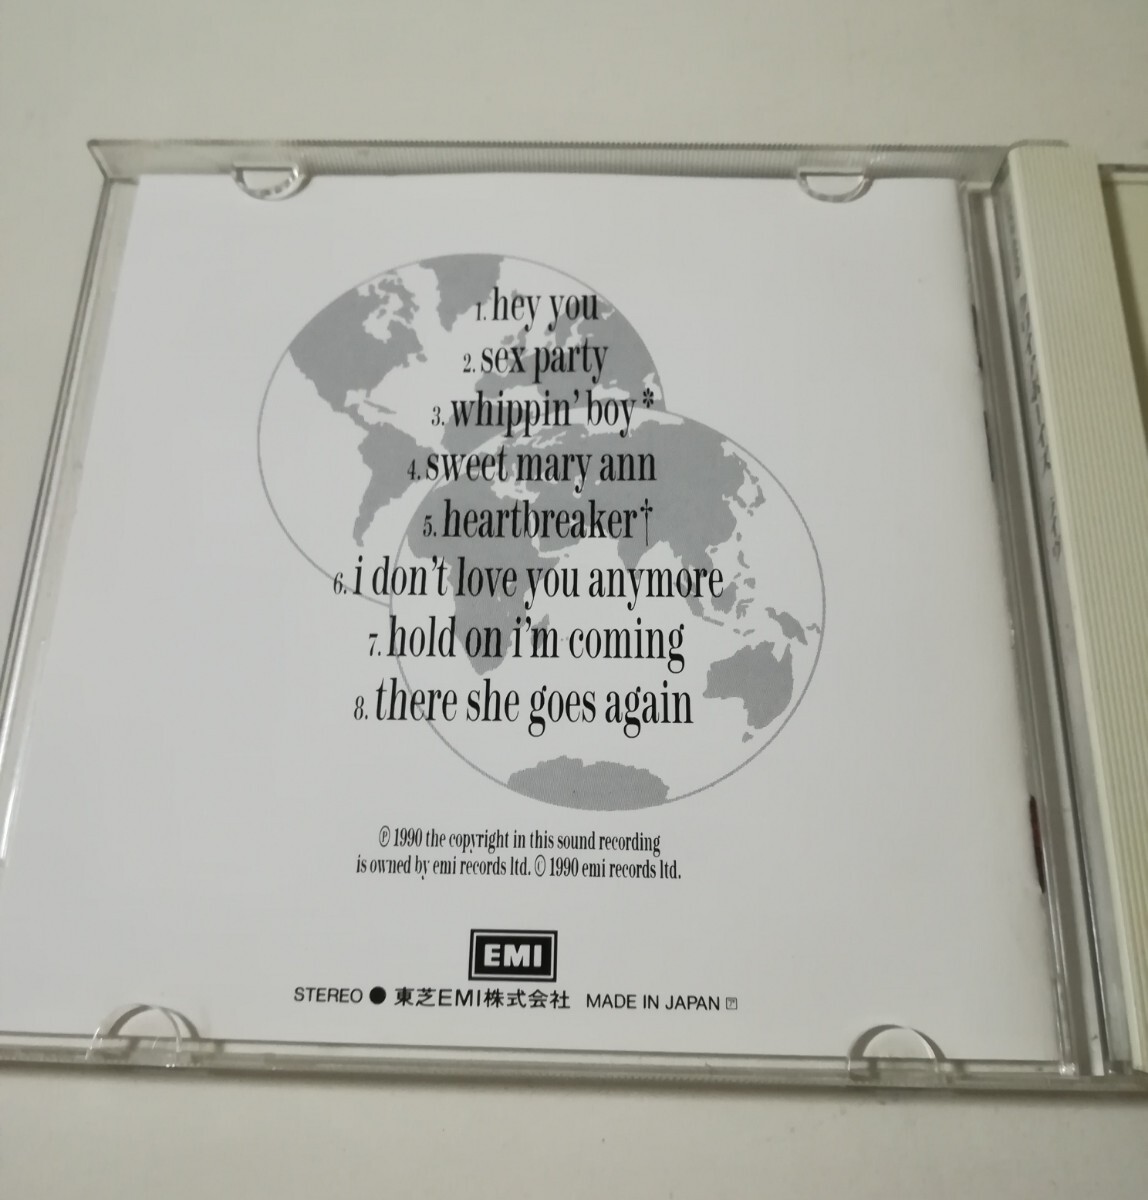 1. hey you
2. sex party
3. whippin' boy *
4. sweet mary ann
5. heartbreaker†
6. i don't love you anymore
7. hold on i'm coming
8. there she goes again
℗ 1990 the copyright in this sound recording
is owned by emi records ltd. © 1990 emi records ltd.
EMI
STEREO ● 東芝EMI株式会社 MADE IN JAPAN ア